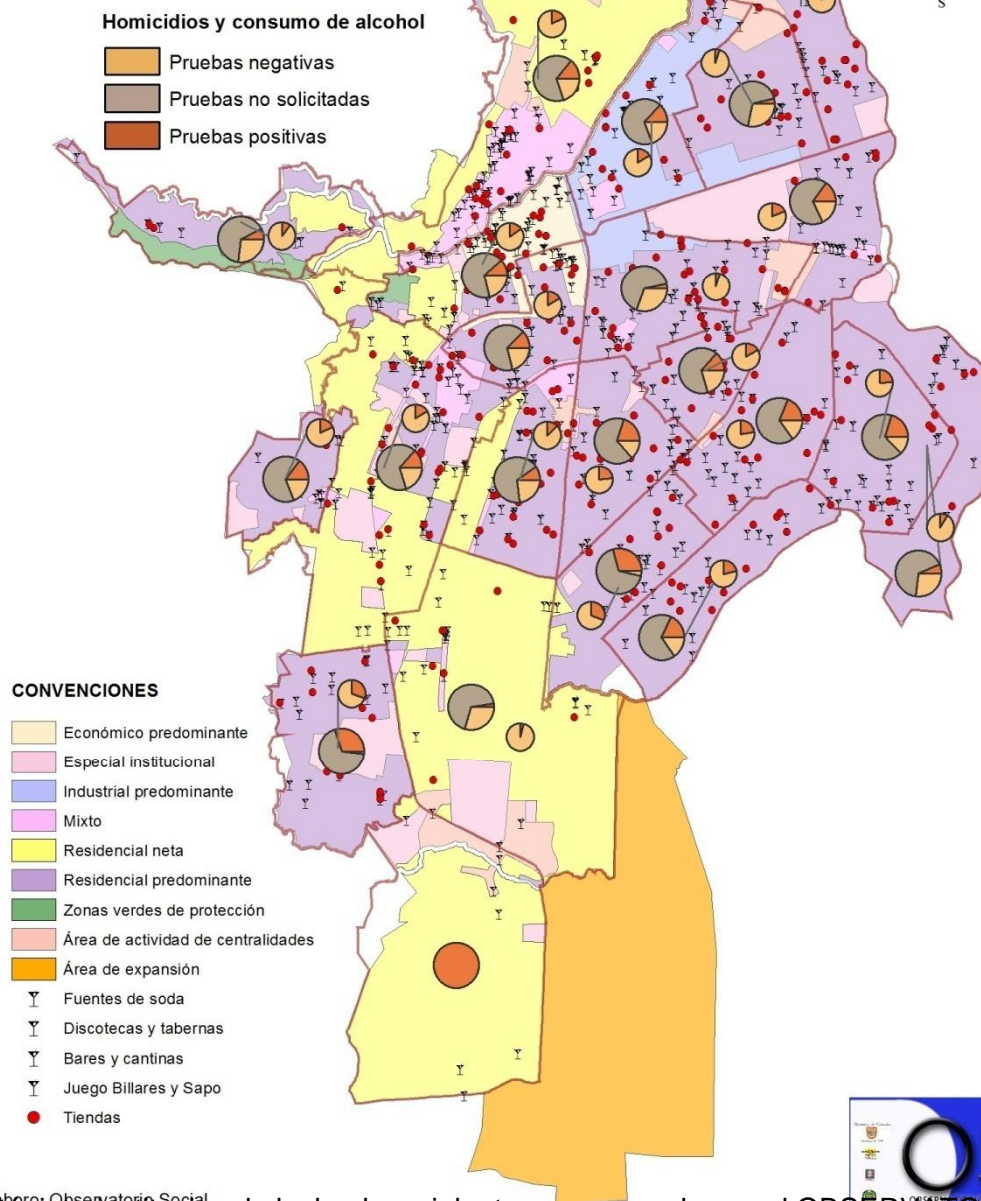 S
Homicidios y consumo de alcohol
Pruebas negativas
Pruebas no solicitadas
Pruebas positivas
CONVENCIONES
Económico predominante
Especial institucional
Industrial predominante
Mixto
Residencial neta
Residencial predominante
Zonas verdes de protección
Área de actividad de centralidades
Área de expansión
Fuentes de soda
Discotecas y tabernas
Bares y cantinas
Juego Billares y Sapo
Tiendas
Observatorio Social